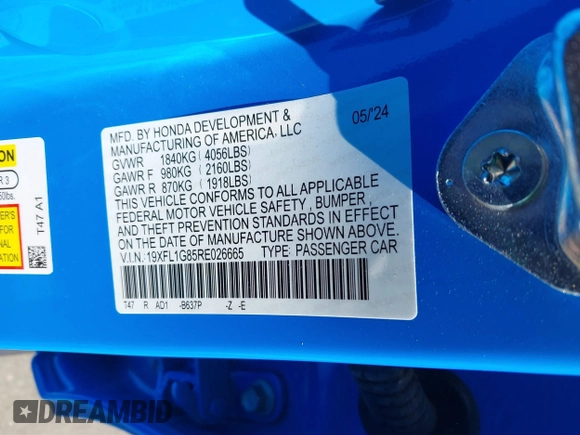 MFD. BY HONDA DEVELOPMENT &
MANUFACTURING OF AMERICA, LLC
05/'24
GVWR 1840KG ( 4056LBS)
GAWR F 980KG ( 2160LBS)
GAWR R 870KG ( 1918LBS)
THIS VEHICLE CONFORMS TO ALL APPLICABLE
FEDERAL MOTOR VEHICLE SAFETY , BUMPER ,
AND THEFT PREVENTION STANDARDS IN EFFECT
ON THE DATE OF MANUFACTURE SHOWN ABOVE.
V.I.N.: 19XFL1G85RE026665 TYPE: PASSENGER CAR
T47 R AD1 -B637P -Z -E
T47 A1
DREAMBID